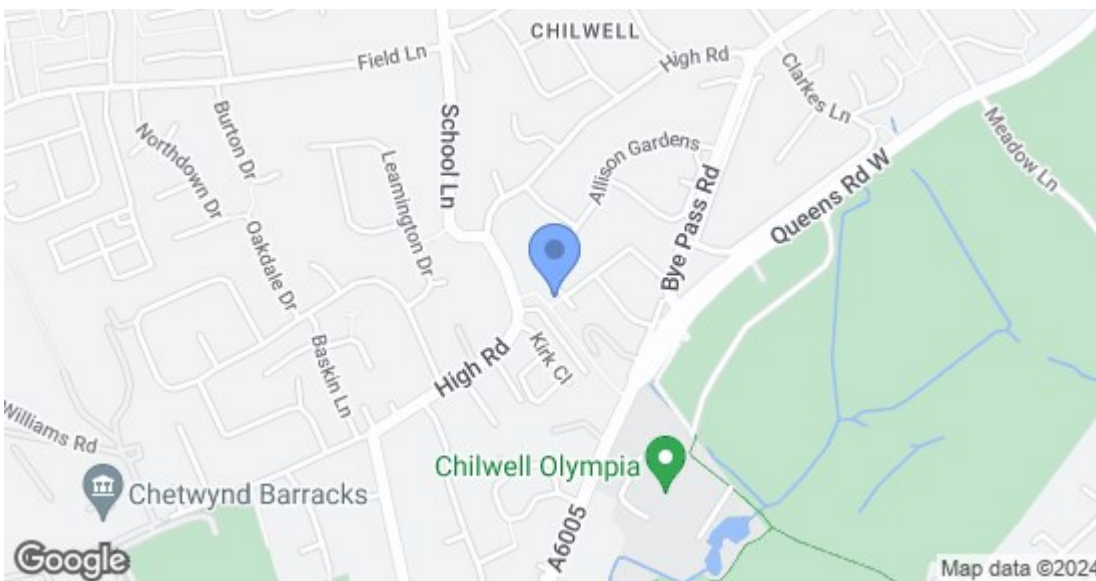 CHILWELL
Field Ln
High Rd
Clarkes Ln
Burton Dr
School Ln
Meadow Ln
Northdown Dr
Leamington Dr
Allison Gardens
Bye Pass Rd
Queens Rd W
Oakdale Dr
Baskin Ln
High Rd
Kirk Cl
Williams Rd
Chilwell Olympia
Chetwynd Barracks
A6005
Google
Map data ©2024